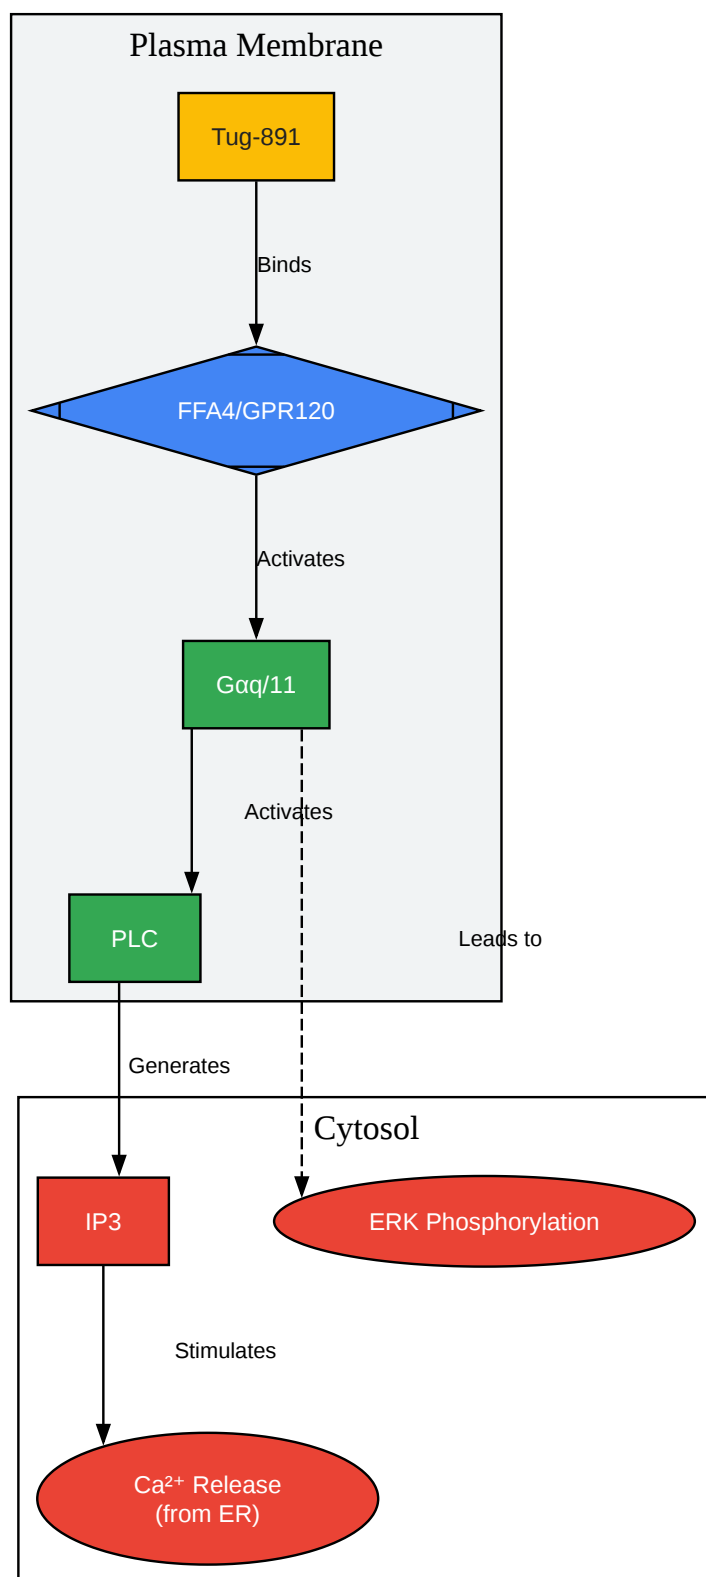 Plasma Membrane
Tug-891
Binds
FFA4/GPR120
Activates
Gαq/11
Activates
PLC
Leads to
Generates
Cytosol
IP3
ERK Phosphorylation
Stimulates
Ca²⁺ Release
(from ER)